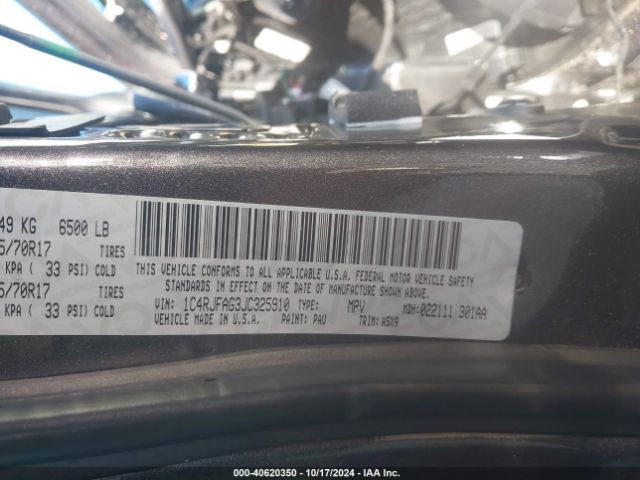 49 KG 6500 LB
5/70R17 TIRES
KPA ( 33 PSI) COLD
5/70R17 TIRES
KPA ( 33 PSI) COLD
THIS VEHICLE CONFORMS TO ALL APPLICABLE U.S.A. FEDERAL MOTOR VEHICLE SAFETY
STANDARDS IN EFFECT ON THE DATE OF MANUFACTURE SHOWN ABOVE.
VIN: 1C4RJFAG3JC325910 TYPE: MPV MDH: 022111 301AA
VEHICLE MADE IN U.S.A. PAINT: PAU TRIM: A5X9
000-40620350 | 10/17/2024 | IAA Inc.